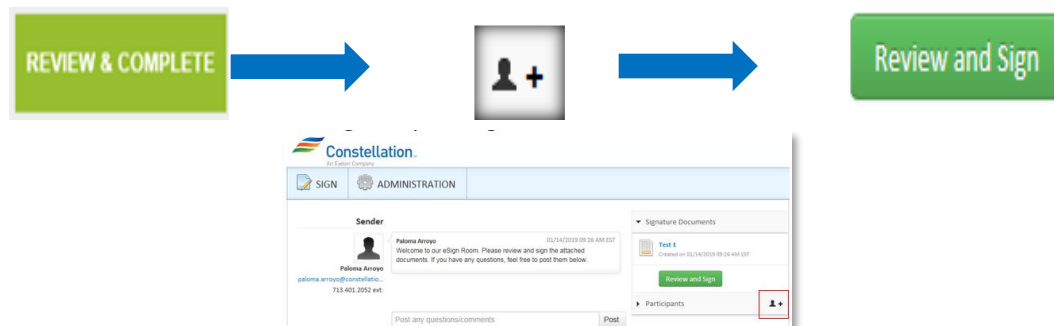 REVIEW & COMPLETE
Review and Sign
Constellation
An Exelon Company
SIGN
ADMINISTRATION
Sender
Paloma Arroyo
paloma.arroyo@constellatio...
713.401.2052 ext:
Paloma Arroyo
01/14/2019 09:26 AM EST
Welcome to our eSign Room. Please review and sign the attached
documents. If you have any questions, feel free to post them below.
Post any questions/comments
Post
Signature Documents
Test 1
Created on 01/14/2019 09:26 AM EST
Review and Sign
Participants